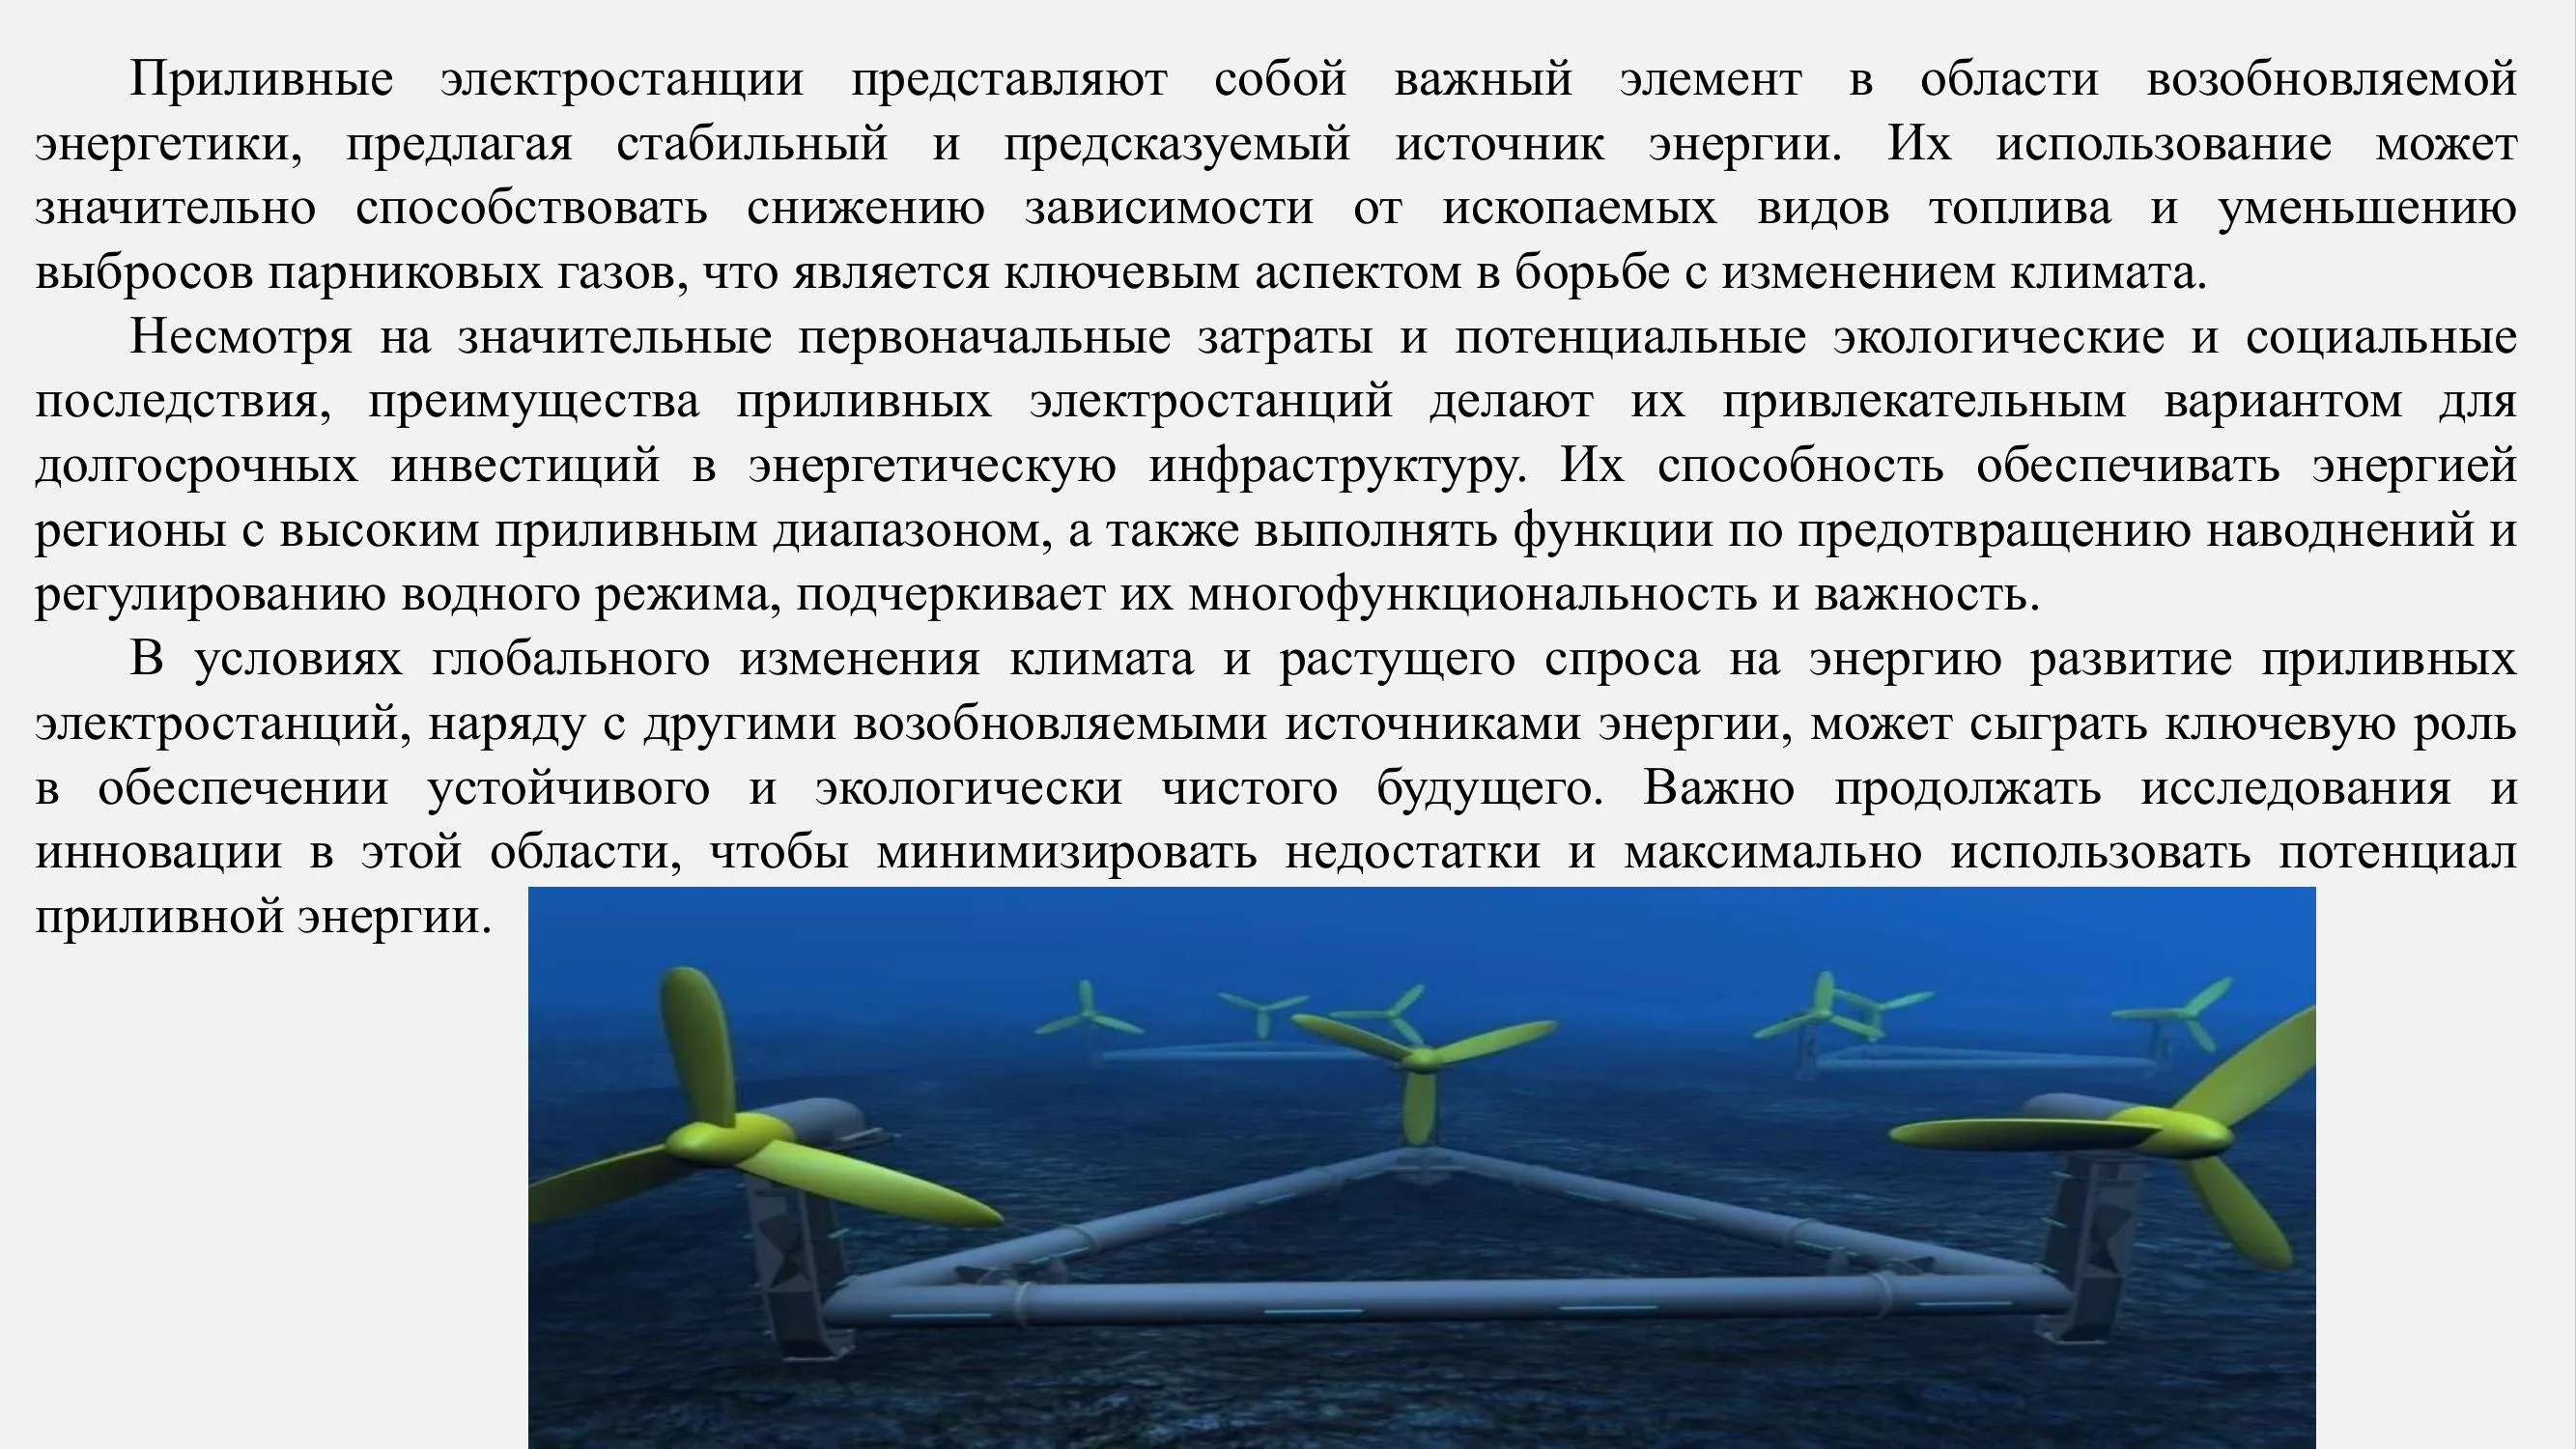 Приливные электростанции представляют собой важный элемент в области возобновляемой
энергетики, предлагая стабильный и предсказуемый источник энергии. Их использование может
значительно способствовать снижению зависимости от ископаемых видов топлива и уменьшению
выбросов парниковых газов, что является ключевым аспектом в борьбе с изменением климата.
Несмотря на значительные первоначальные затраты и потенциальные экологические и социальные
последствия, преимущества приливных электростанций делают их привлекательным вариантом для
долгосрочных инвестиций в энергетическую инфраструктуру. Их способность обеспечивать энергией
регионы с высоким приливным диапазоном, а также выполнять функции по предотвращению наводнений и
регулированию водного режима, подчеркивает их многофункциональность и важность.
В условиях глобального изменения климата и растущего спроса на энергию развитие приливных
электростанций, наряду с другими возобновляемыми источниками энергии, может сыграть ключевую роль
в обеспечении устойчивого и экологически чистого будущего. Важно продолжать исследования и
инновации в этой области, чтобы минимизировать недостатки и максимально использовать потенциал
приливной энергии.